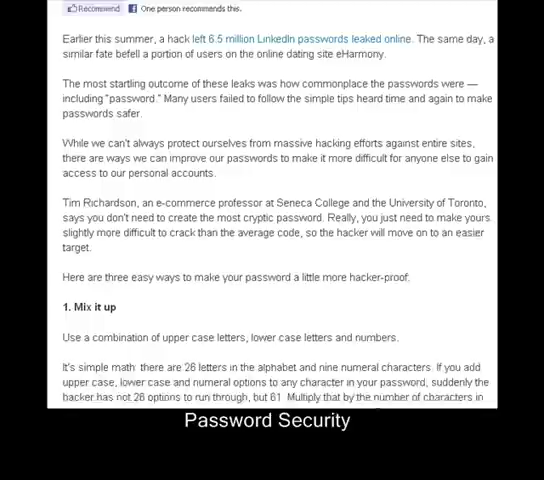 Recommend One person recommends this.
Earlier this summer, a hack left 6.5 million LinkedIn passwords leaked online. The same day, a
similar fate befell a portion of users on the online dating site eHarmony.
The most startling outcome of these leaks was how commonplace the passwords were —
including "password." Many users failed to follow the simple tips heard time and again to make
passwords safer.
While we can't always protect ourselves from massive hacking efforts against entire sites,
there are ways we can improve our passwords to make it more difficult for anyone else to gain
access to our personal accounts.
Tim Richardson, an e-commerce professor at Seneca College and the University of Toronto,
says you don't need to create the most cryptic password. Really, you just need to make yours
slightly more difficult to crack than the average code, so the hacker will move on to an easier
target.
Here are three easy ways to make your password a little more hacker-proof:
1. Mix it up
Use a combination of upper case letters, lower case letters and numbers.
It's simple math: there are 26 letters in the alphabet and nine numeral characters. If you add
upper case, lower case and numeral options to any character in your password, suddenly the
hacker has not 26 options to run through, but 61. Multiply that by the number of characters in
Password Security